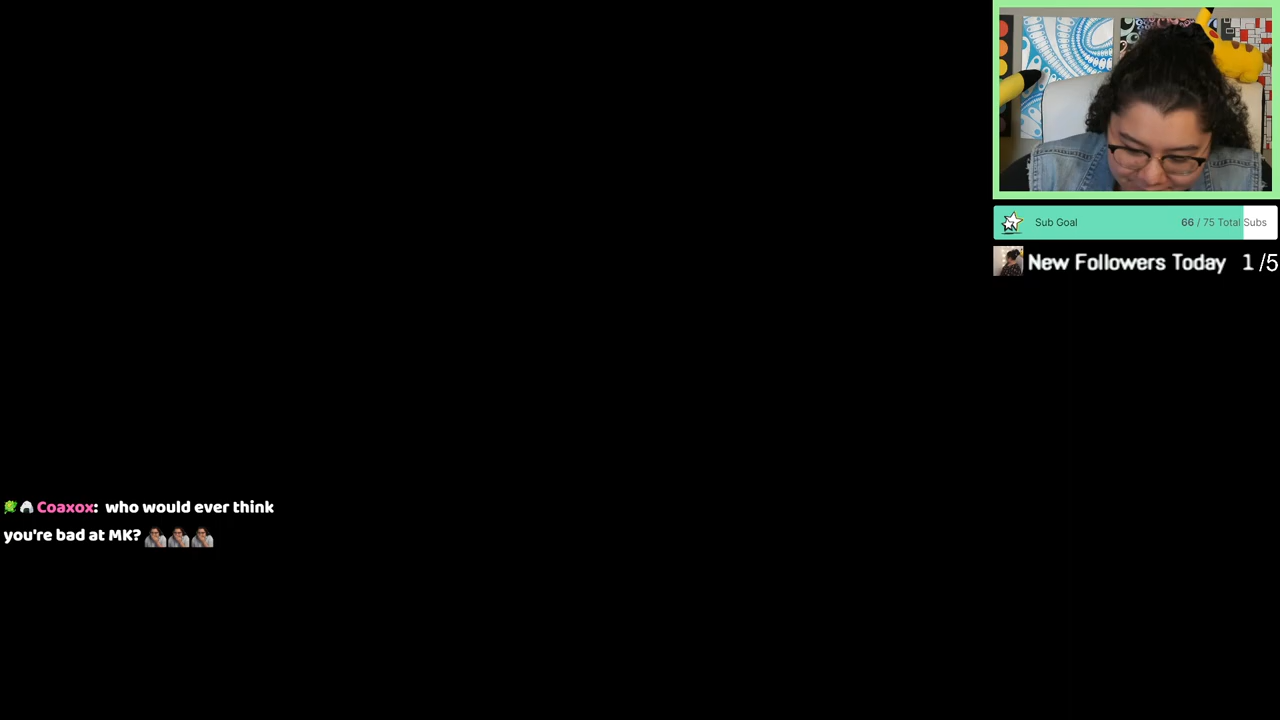 Sub Goal 66 / 75 Total Subs
New Followers Today 1 /5
Coaxox: who would ever think
you're bad at MK?